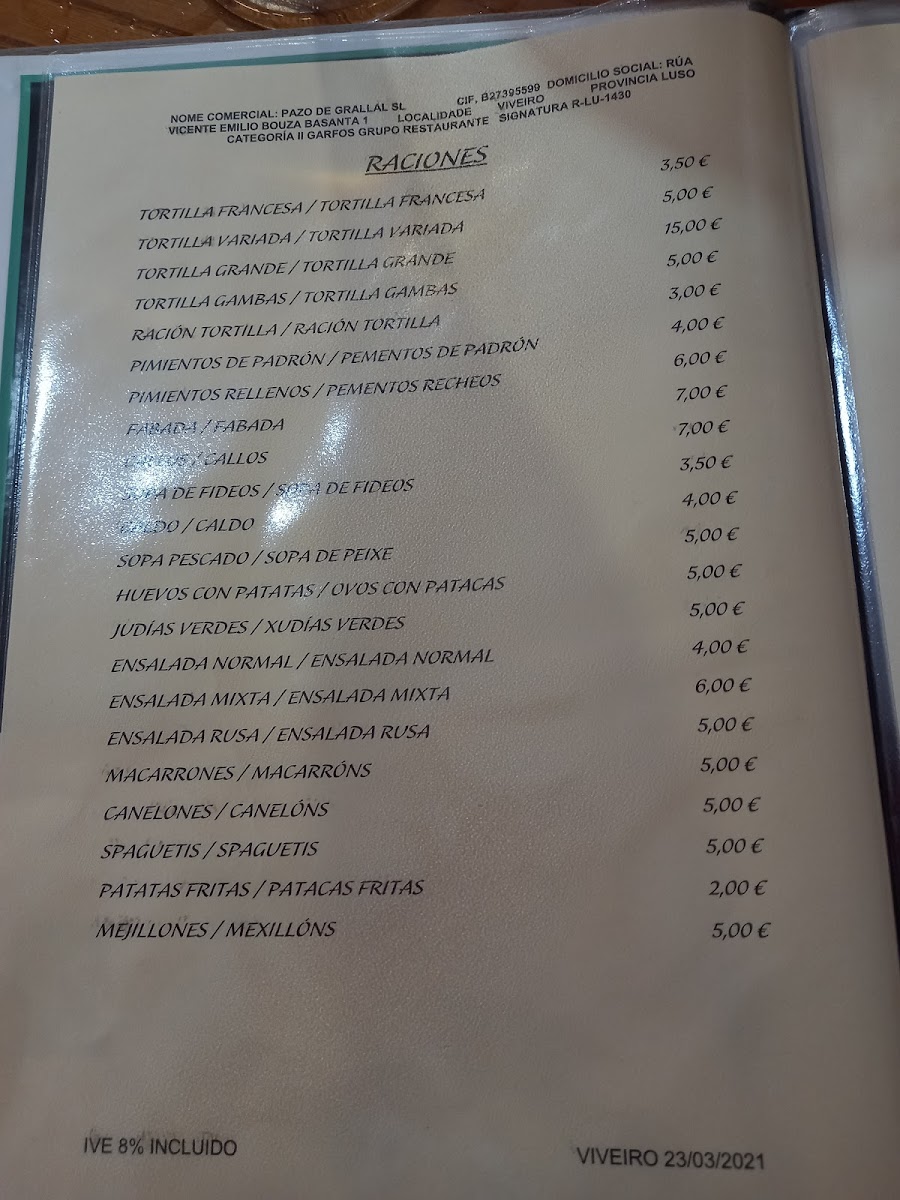 NOME COMERCIAL: PAZO DE GRALLAL SL CIF, B27395599 DOMICILIO SOCIAL: RÚA
VICENTE EMILIO BOUZA BASANTA 1 LOCALIDADE VIVEIRO PROVINCIA LUSO
CATEGORÍA II GARFOS GRUPO RESTAURANTE SIGNATURA R-LU-1430
RACIONES
TORTILLA FRANCESA / TORTILLA FRANCESA 3,50 €
TORTILLA VARIADA / TORTILLA VARIADA 5,00 €
TORTILLA GRANDE / TORTILLA GRANDE 15,00 €
TORTILLA GAMBAS / TORTILLA GAMBAS 5,00 €
RACIÓN TORTILLA / RACIÓN TORTILLA 3,00 €
PIMIENTOS DE PADRÓN / PEMENTOS DE PADRÓN 4,00 €
PIMIENTOS RELLENOS / PEMENTOS RECHEOS 6,00 €
FABADA / FABADA 7,00 €
CALLOS / CALLOS 7,00 €
SOPA DE FIDEOS / SOPA DE FIDEOS 3,50 €
CALDO / CALDO 4,00 €
SOPA PESCADO / SOPA DE PEIXE 5,00 €
HUEVOS CON PATATAS / OVOS CON PATACAS 5,00 €
JUDÍAS VERDES / XUDÍAS VERDES 5,00 €
ENSALADA NORMAL / ENSALADA NORMAL 4,00 €
ENSALADA MIXTA / ENSALADA MIXTA 6,00 €
ENSALADA RUSA / ENSALADA RUSA 5,00 €
MACARRONES / MACARRÓNS 5,00 €
CANELONES / CANELÓNS 5,00 €
SPAGUETIS / SPAGUETIS 5,00 €
PATATAS FRITAS / PATACAS FRITAS 2,00 €
MEJILLONES / MEXILLÓNS 5,00 €
IVE 8% INCLUIDO
VIVEIRO 23/03/2021